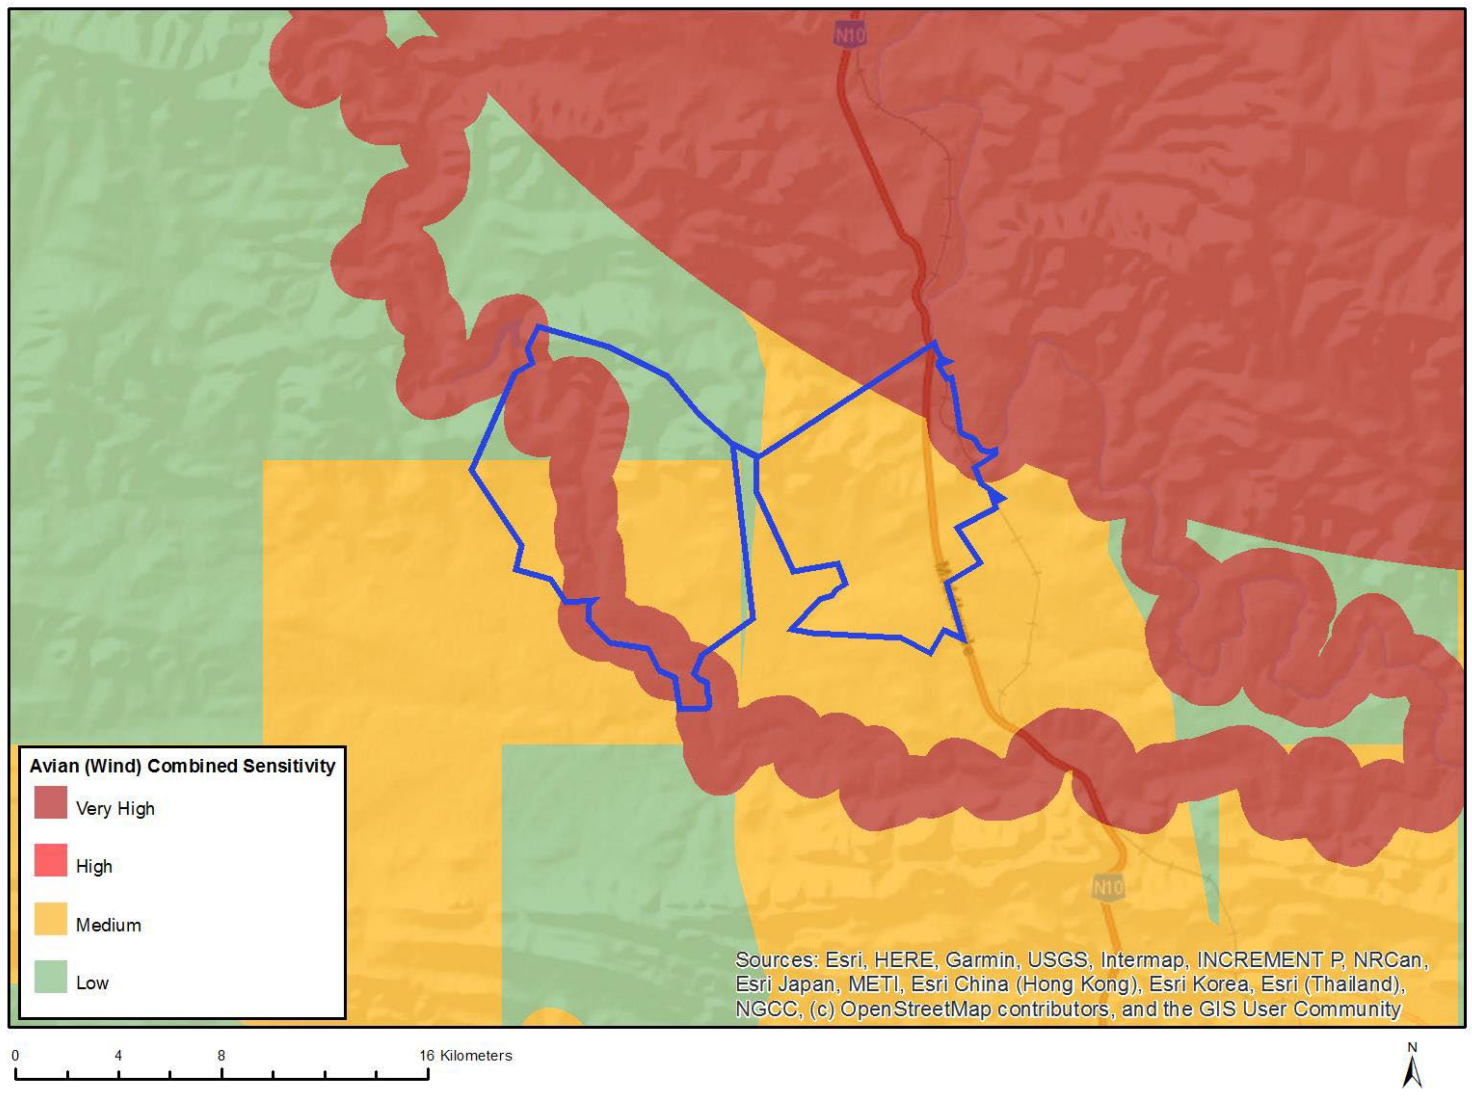 N10
N10
Avian (Wind) Combined Sensitivity
Very High
High
Medium
Low
Sources: Esri, HERE, Garmin, USGS, Intermap, INCREMENT P, NRCan,
Esri Japan, METI, Esri China (Hong Kong), Esri Korea, Esri (Thailand),
NGCC, (c) OpenStreetMap contributors, and the GIS User Community
0 4 8 16 Kilometers
N